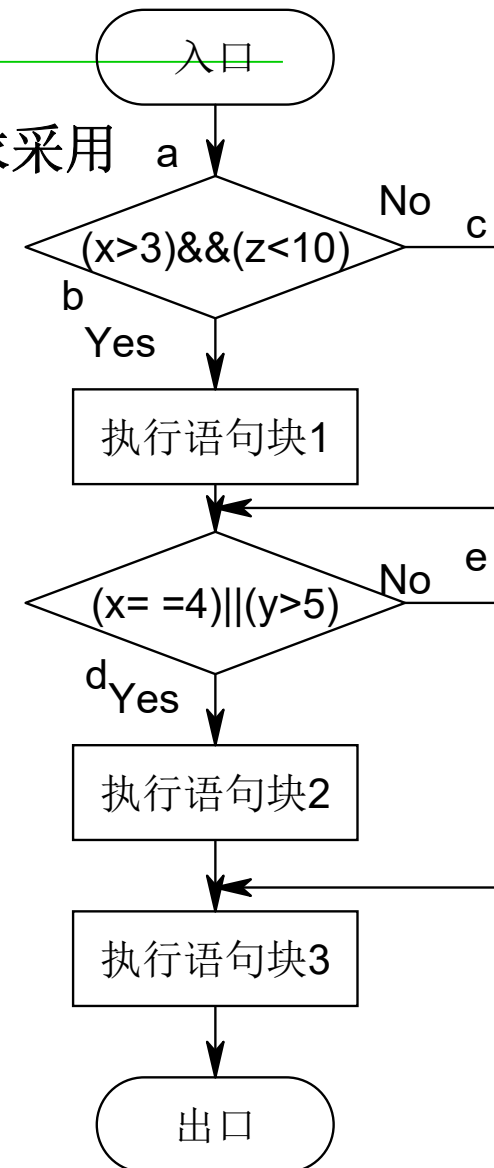 入口
采用
a
No
c
(x>3)&&(z<10)
b
Yes
执行语句块1
e
No
(x= =4)||(y>5)
d
Yes
执行语句块2
执行语句块3
出口